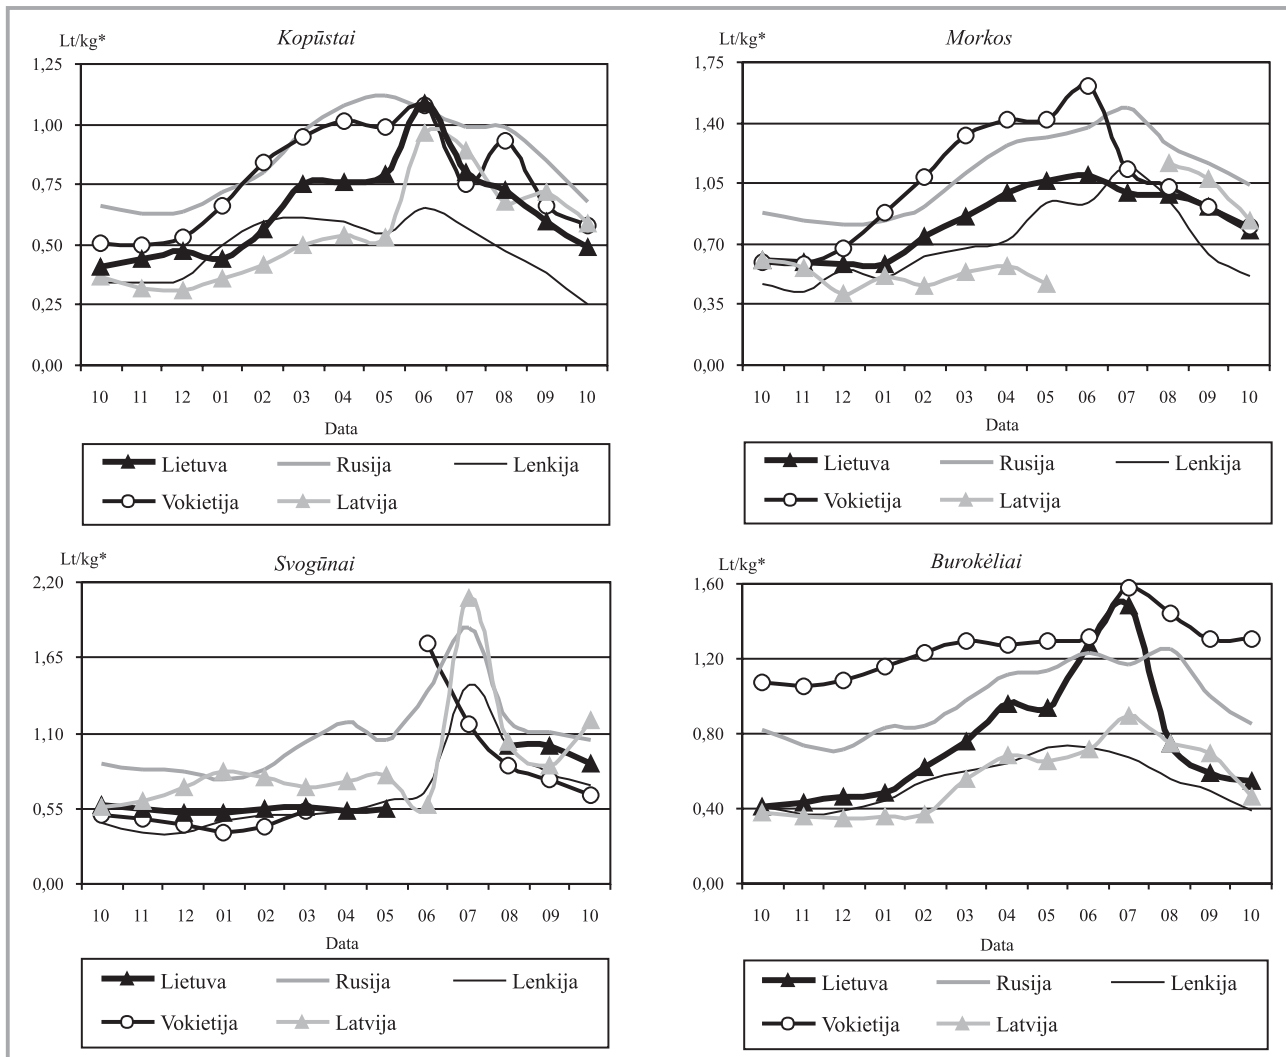 Kopūstai
Lt/kg*
1,25
1,00
0,75
0,50
0,25
0,00
10 11 12 01 02 03 04 05 06 07 08 09 10
Data
Lietuva Rusija Lenkija
Vokietija Latvija
Morkos
Lt/kg*
1,75
1,40
1,05
0,70
0,35
0,00
10 11 12 01 02 03 04 05 06 07 08 09 10
Data
Lietuva Rusija Lenkija
Vokietija Latvija
Svogūnai
Lt/kg*
2,20
1,65
1,10
0,55
0,00
10 11 12 01 02 03 04 05 06 07 08 09 10
Data
Lietuva Rusija Lenkija
Vokietija Latvija
Burokėliai
Lt/kg*
1,60
1,20
0,80
0,40
0,00
10 11 12 01 02 03 04 05 06 07 08 09 10
Data
Lietuva Rusija Lenkija
Vokietija Latvija